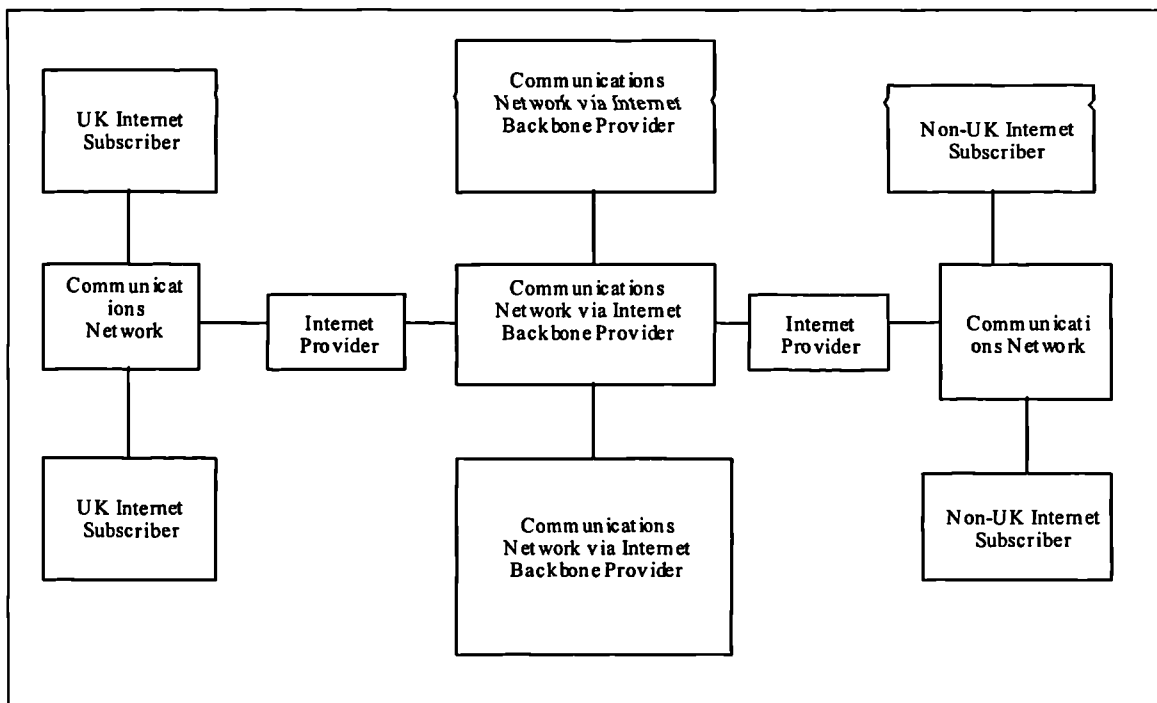 UK Internet
Subscriber
Communications
Network via Internet
Backbone Provider
Non-UK Internet
Subscriber
Communicat
ions
Network
Internet
Provider
Communications
Network via Internet
Backbone Provider
Internet
Provider
Communicati
ons Network
UK Internet
Subscriber
Communications
Network via Internet
Backbone Provider
Non-UK Internet
Subscriber